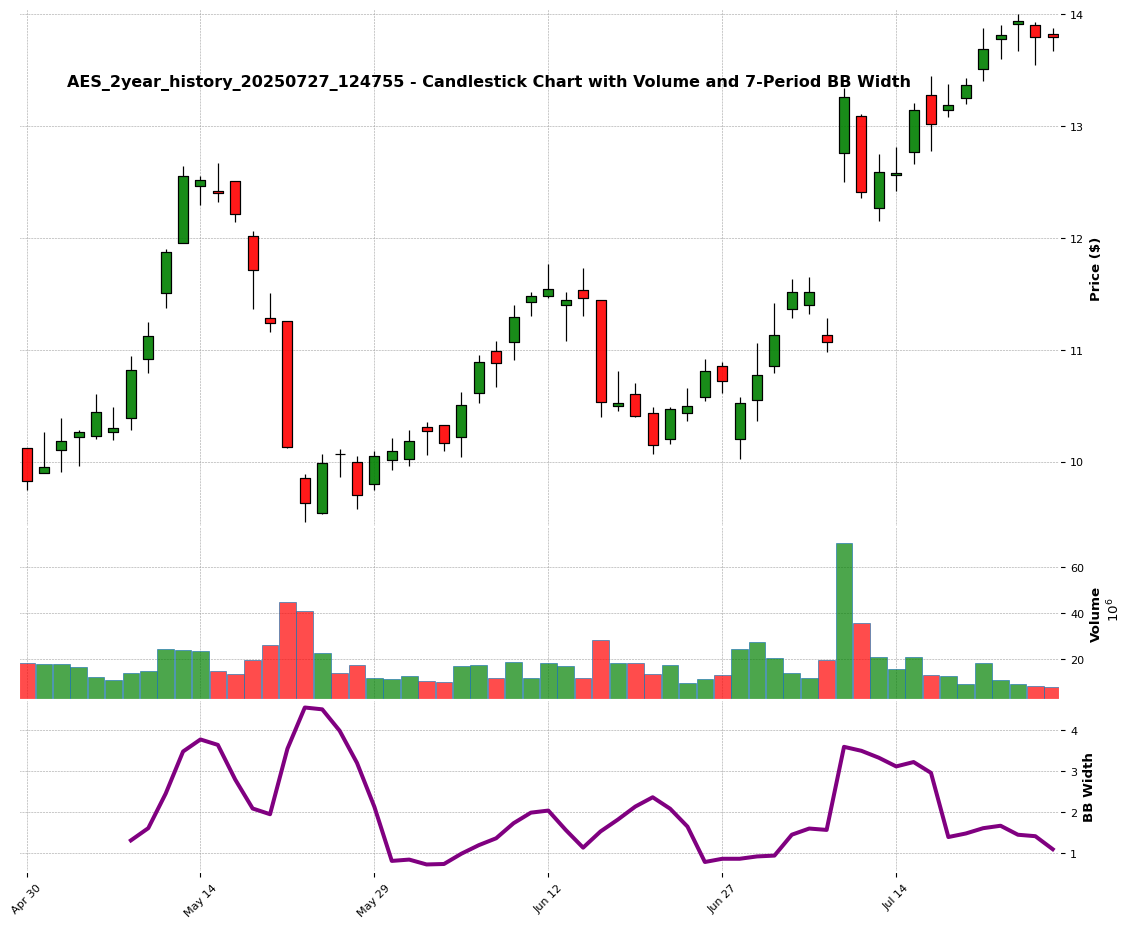 AES_2year_history_20250727_124755 - Candlestick Chart with Volume and 7-Period BB Width
14
13
12
11
10
Price ($)
60
40
20
Volume
10^6
4
3
2
1
BB Width
Apr 30
May 14
May 29
Jun 12
Jun 27
Jul 14